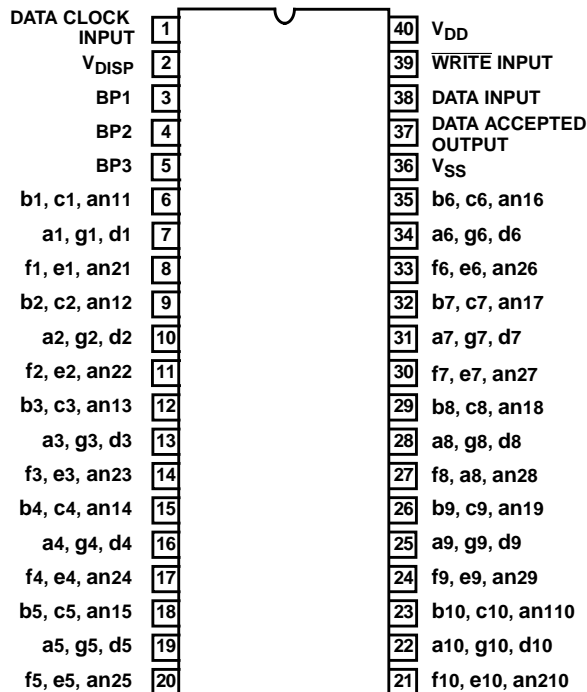 DATA CLOCK
INPUT 1
VDISP 2
BP1 3
BP2 4
BP3 5
b1, c1, an11 6
a1, g1, d1 7
f1, e1, an21 8
b2, c2, an12 9
a2, g2, d2 10
f2, e2, an22 11
b3, c3, an13 12
a3, g3, d3 13
f3, e3, an23 14
b4, c4, an14 15
a4, g4, d4 16
f4, e4, an24 17
b5, c5, an15 18
a5, g5, d5 19
f5, e5, an25 20
40 VDD
39 WRITE INPUT
38 DATA INPUT
37 DATA ACCEPTED
OUTPUT
36 VSS
35 b6, c6, an16
34 a6, g6, d6
33 f6, e6, an26
32 b7, c7, an17
31 a7, g7, d7
30 f7, e7, an27
29 b8, c8, an18
28 a8, g8, d8
27 f8, a8, an28
26 b9, c9, an19
25 a9, g9, d9
24 f9, e9, an29
23 b10, c10, an110
22 a10, g10, d10
21 f10, e10, an210